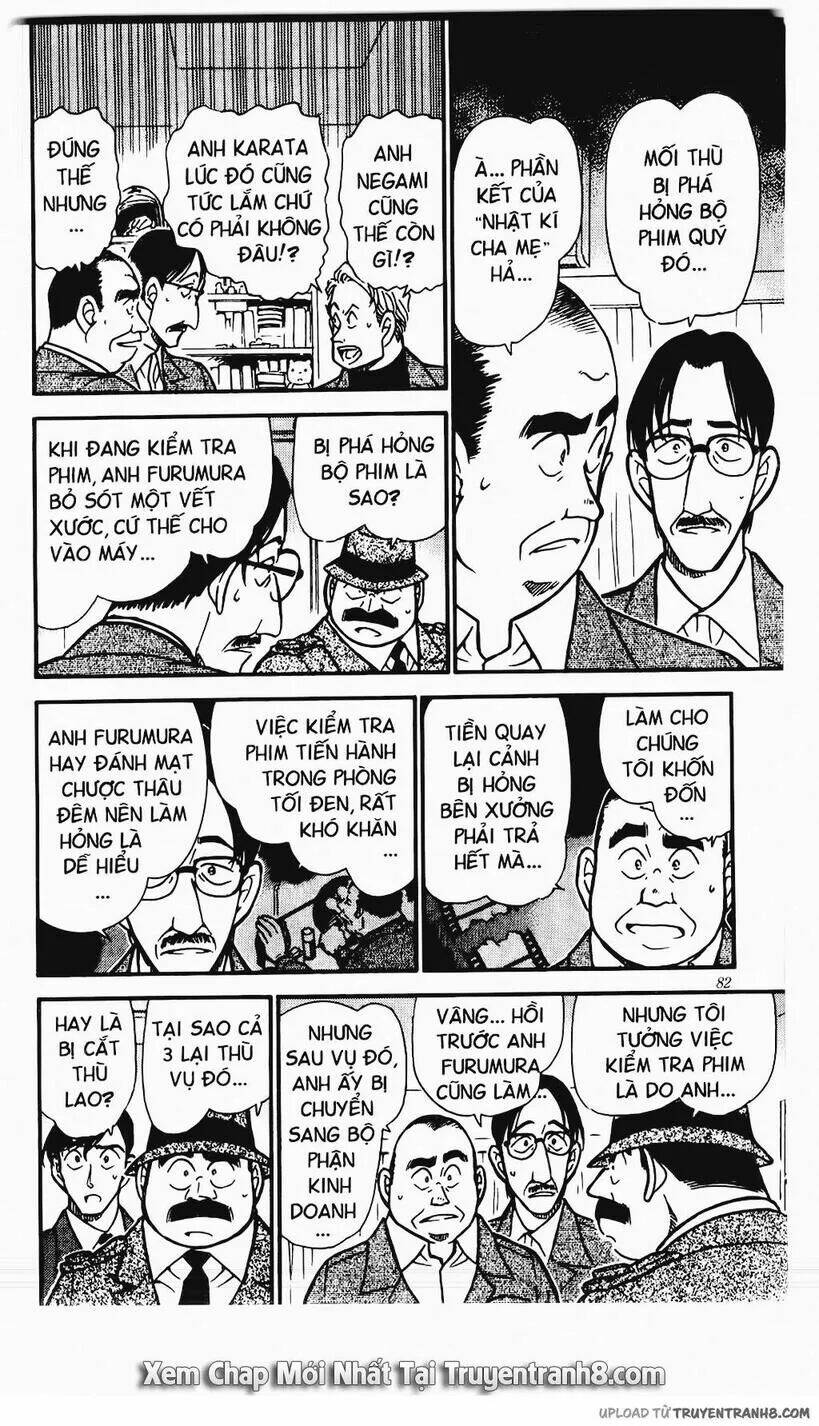 MỐI THÙ
BỊ PHÁ
HỎNG BỘ
PHIM QUÝ
ĐÓ...
À... PHẦN
KẾT CỦA
"NHẬT KÍ
CHA MẸ"
HẢ...
ANH
NEGAMI
CŨNG
THẾ CÒN
GÌ!?
ANH KARATA
LÚC ĐÓ CŨNG
TỨC LẮM CHỨ
CÓ PHẢI KHÔNG
ĐÂU!?
ĐÚNG
THẾ
NHƯNG
...
BỊ PHÁ HỎNG
BỘ PHIM LÀ
SAO?
KHI ĐANG KIỂM TRA
PHIM, ANH FURUMURA
BỎ SÓT MỘT VẾT
XƯỚC, CỨ THẾ CHO
VÀO MÁY...
LÀM CHO
CHÚNG
TÔI KHỐN
ĐỐN...
TIỀN QUAY
LẠI CẢNH
BỊ HỎNG
BÊN XƯỞNG
PHẢI TRẢ
HẾT MÀ...
VIỆC KIỂM TRA
PHIM TIẾN HÀNH
TRONG PHÒNG
TỐI ĐEN, RẤT
KHÓ KHĂN
...
ANH FURUMURA
HAY ĐÁNH MẠT
CHƯỢC THÂU
ĐÊM NÊN LÀM
HỎNG LÀ
DỄ HIỂU
...
82
NHƯNG TÔI
TƯỞNG VIỆC
KIỂM TRA PHIM
LÀ DO ANH...
VÂNG... HỒI
TRƯỚC ANH
FURUMURA
CŨNG LÀM...
NHƯNG
SAU VỤ ĐÓ,
ANH ẤY BỊ
CHUYỂN
SANG BỘ
PHẬN
KINH
DOANH...
TẠI SAO CẢ
3 LẠI THÙ
VỤ ĐÓ...
HAY LÀ
BỊ CẮT
THÙ
LAO?
Xem Chap Mới Nhất Tại Truyentranh8.com
UPLOAD TỪ TRUYENTRANH8.COM